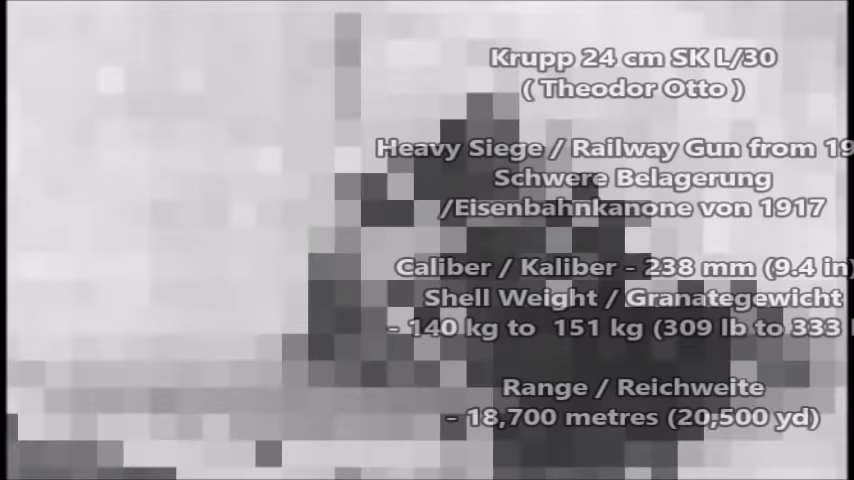 Krupp 24 cm SK L/30
( Theodor Otto )
Heavy Siege / Railway Gun from 19
Schwere Belagerung
/Eisenbahnkanone von 1917
Caliber / Kaliber - 238 mm (9.4 in)
Shell Weight / Granategewicht
- 140 kg to 151 kg (309 lb to 333
Range / Reichweite
- 18,700 metres (20,500 yd)